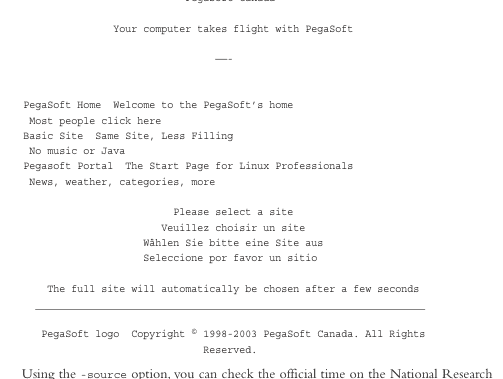 Your computer takes flight with PegaSoft
——-
PegaSoft Home  Welcome to the PegaSoft's home
Most people click here
Basic Site  Same Site, Less Filling
No music or Java
Pegasoft Portal  The Start Page for Linux Professionals
News, weather, categories, more
Please select a site
Veuillez choisir un site
Wåhlen Sie bitte eine Site aus
Seleccione por favor un sitio
The full site will automatically be chosen after a few seconds
PegaSoft logo  Copyright © 1998-2003 PegaSoft Canada. All Rights
Reserved.
Using the -source option, you can check the official time on the National Research